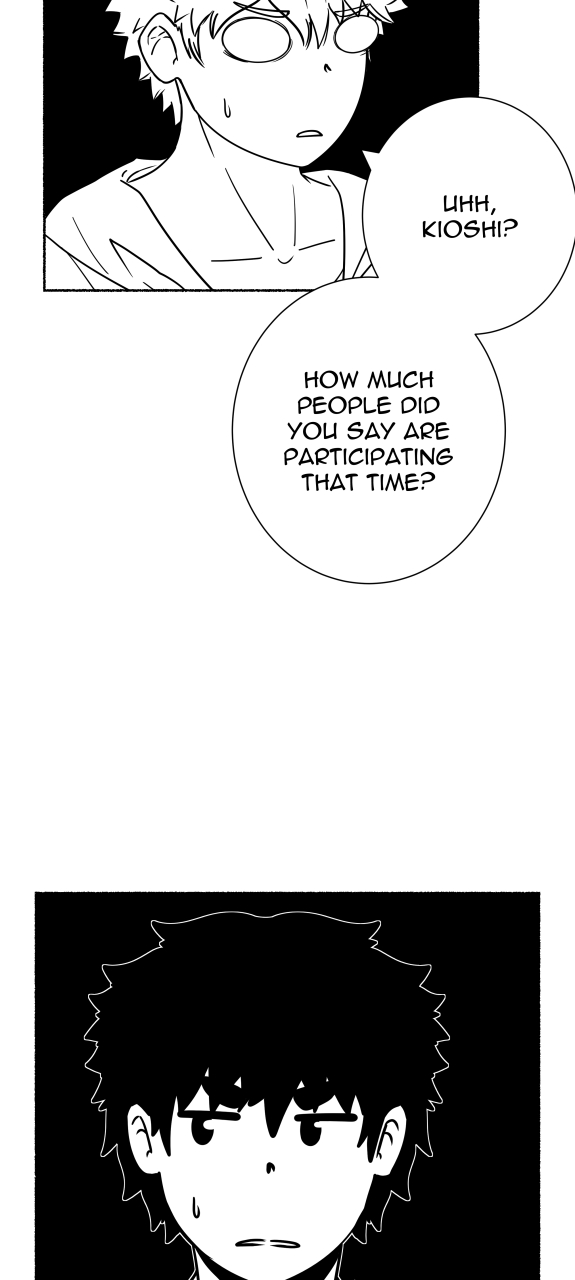 UHH,
KIOSHI?
HOW MUCH
PEOPLE DID
YOU SAY ARE
PARTICIPATING
THAT TIME?